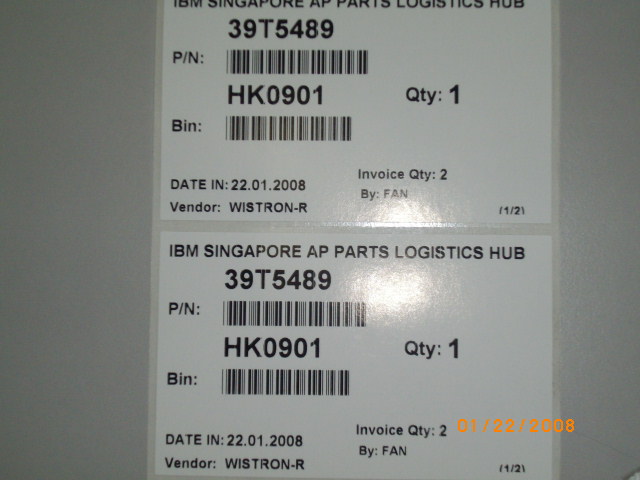 IBM SINGAPORE AP PARTS LOGISTICS HUB
39T5489
P/N:
HK0901 Qty: 1
Bin:
Invoice Qty: 2
DATE IN: 22.01.2008
By: FAN
Vendor: WISTRON-R (1/2)
IBM SINGAPORE AP PARTS LOGISTICS HUB
39T5489
P/N:
HK0901 Qty: 1
Bin:
Invoice Qty: 2 01/22/2008
DATE IN: 22.01.2008
By: FAN
Vendor: WISTRON-R (1/2)